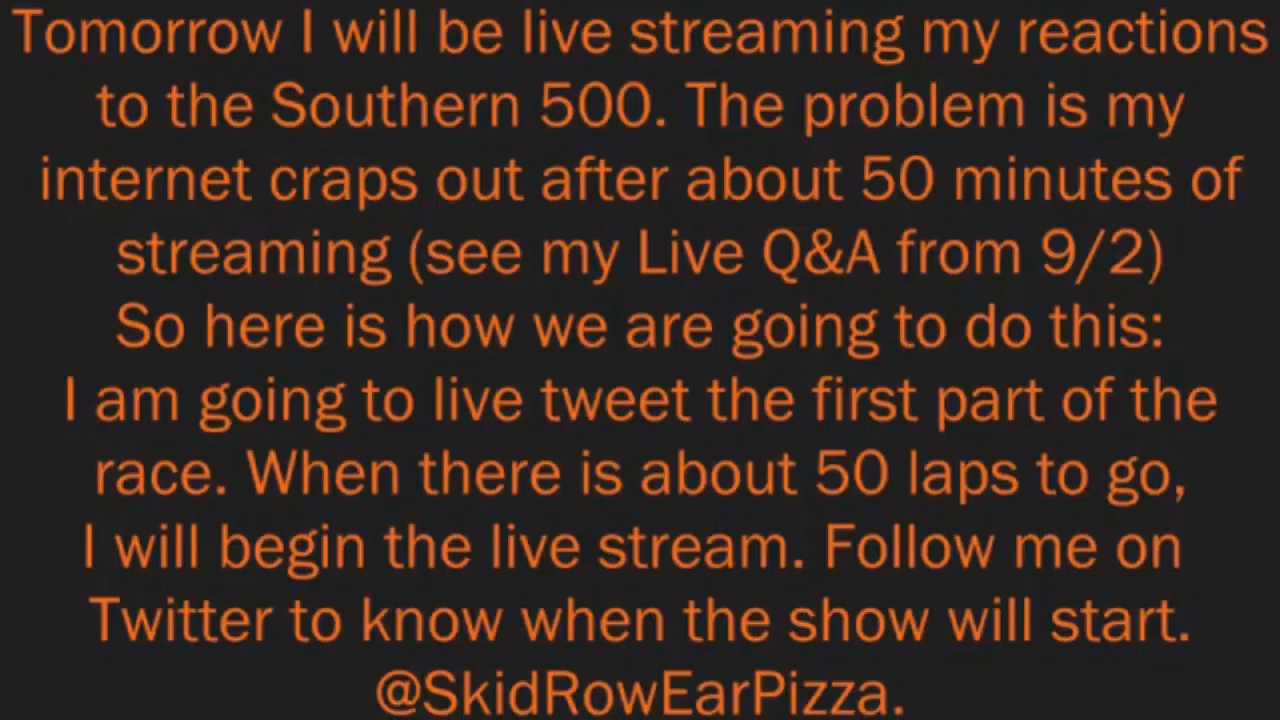 Tomorrow I will be live streaming my reactions
to the Southern 500. The problem is my
internet craps out after about 50 minutes of
streaming (see my Live Q&A from 9/2)
So here is how we are going to do this:
I am going to live tweet the first part of the
race. When there is about 50 laps to go,
I will begin the live stream. Follow me on
Twitter to know when the show will start.
@SkidRowEarPizza.